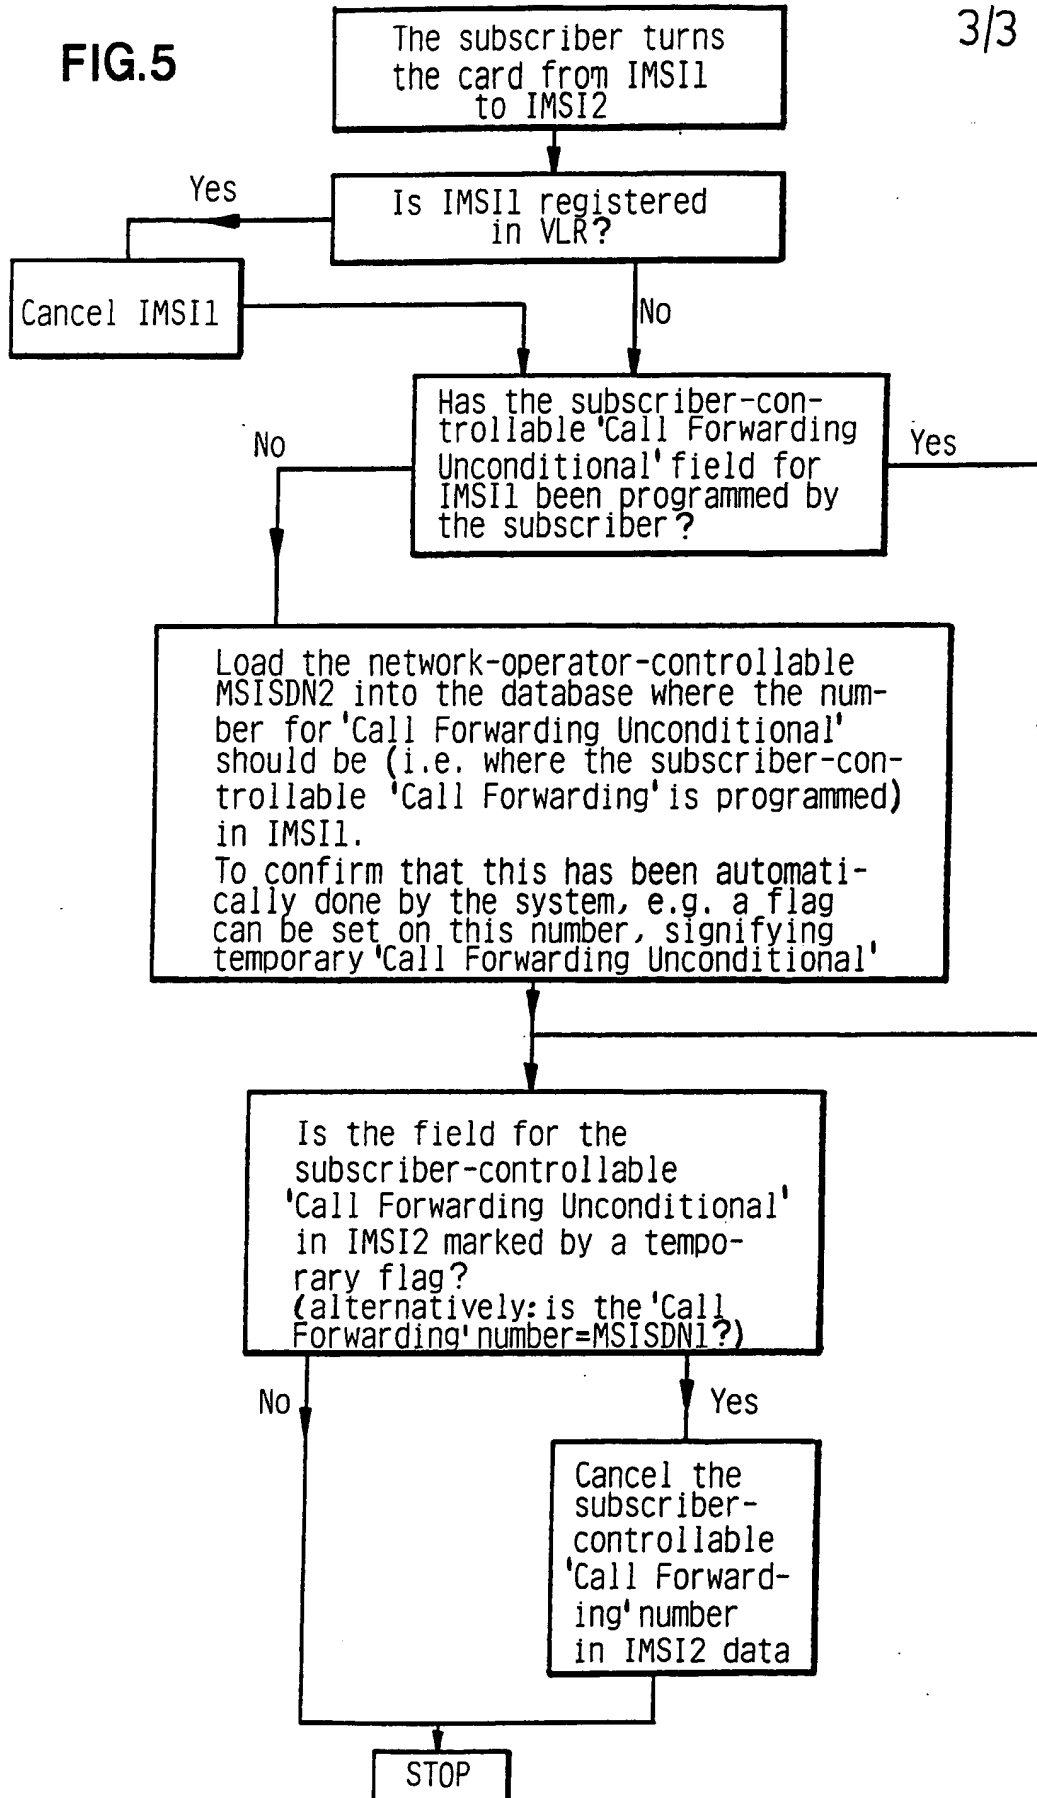 3/3
FIG.5
The subscriber turns
the card from IMSI1
to IMSI2
Yes
Is IMSI1 registered
in VLR?
Cancel IMSI1
No
Has the subscriber-con-
trollable 'Call Forwarding
Unconditional' field for
IMSI1 been programmed by
the subscriber?
No
Yes
Load the network-operator-controllable
MSISDN2 into the database where the num-
ber for 'Call Forwarding Unconditional'
should be (i.e. where the subscriber-con-
trollable 'Call Forwarding' is programmed)
in IMSI1.
To confirm that this has been automati-
cally done by the system, e.g. a flag
can be set on this number, signifying
temporary 'Call Forwarding Unconditional'
Is the field for the
subscriber-controllable
'Call Forwarding Unconditional'
in IMSI2 marked by a tempo-
rary flag?
(alternatively: is the 'Call
Forwarding' number=MSISDN1?)
No
Yes
Cancel the
subscriber-
controllable
'Call Forward-
ing' number
in IMSI2 data
STOP